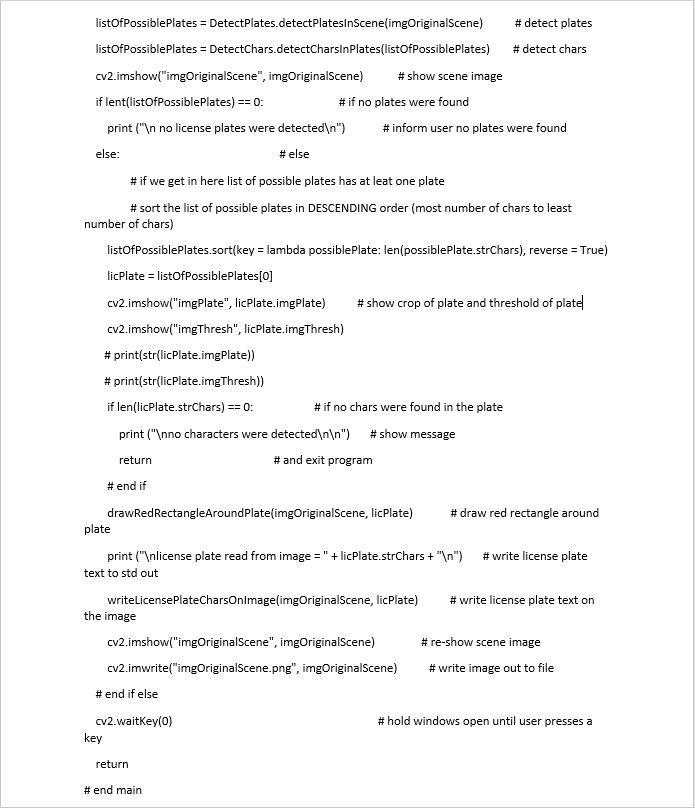 listOfPossiblePlates = DetectPlates.detectPlatesInScene(imgOriginalScene) # detect plates
listOfPossiblePlates = DetectChars.detectCharsInPlates(listOfPossiblePlates) # detect chars
cv2.imshow("imgOriginalScene", imgOriginalScene) # show scene image
if lent(listOfPossiblePlates) == 0: # if no plates were found
print ("\n no license plates were detected\n") # inform user no plates were found
else: # else
# if we get in here list of possible plates has at leat one plate
# sort the list of possible plates in DESCENDING order (most number of chars to least
number of chars)
listOfPossiblePlates.sort(key = lambda possiblePlate: len(possiblePlate.strChars), reverse = True)
licPlate = listOfPossiblePlates[0]
cv2.imshow("imgPlate", licPlate.imgPlate) # show crop of plate and threshold of plate
cv2.imshow("imgThresh", licPlate.imgThresh)
# print(str(licPlate.imgPlate))
# print(str(licPlate.imgThresh))
if len(licPlate.strChars) == 0: # if no chars were found in the plate
print ("\nno characters were detected\n\n") # show message
return # and exit program
# end if
drawRedRectangleAroundPlate(imgOriginalScene, licPlate) # draw red rectangle around
plate
print ("\nlicense plate read from image = " + licPlate.strChars + "\n") # write license plate
text to std out
writeLicensePlateCharsOnImage(imgOriginalScene, licPlate) # write license plate text on
the image
cv2.imshow("imgOriginalScene", imgOriginalScene) # re-show scene image
cv2.imwrite("imgOriginalScene.png", imgOriginalScene) # write image out to file
# end if else
cv2.waitKey(0) # hold windows open until user presses a
key
return
# end main